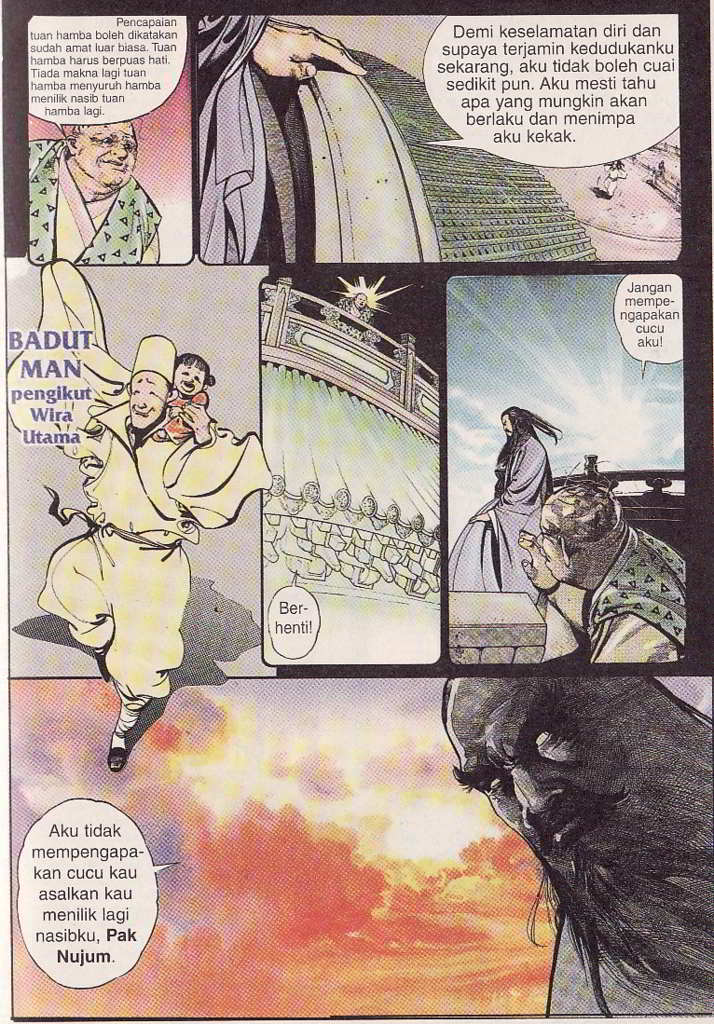 Pencapaian
tuan hamba boleh dikatakan
sudah amat luar biasa. Tuan
hamba harus berpuas hati.
Tiada makna lagi tuan
hamba menyuruh hamba
menilik nasib tuan
hamba lagi.
Demi keselamatan diri dan
supaya terjamin kedudukanku
sekarang, aku tidak boleh cuai
sedikit pun. Aku mesti tahu
apa yang mungkin akan
berlaku dan menimpa
aku kekak.
BADUT
MAN
pengikut
Wira
Utama
Ber-
henti!
Jangan
mempe-
ngapakan
cucu
aku!
Aku tidak
mempengapa-
kan cucu kau
asalkan kau
menilik lagi
nasibku, Pak
Nujum.